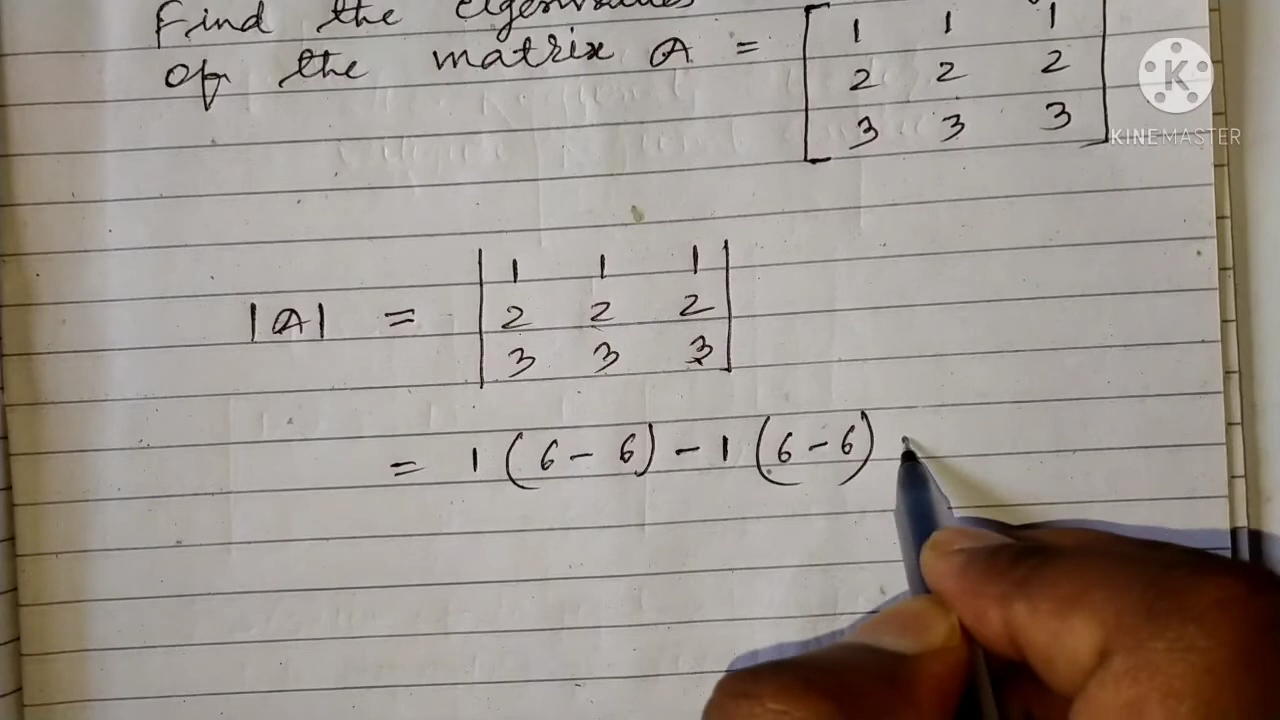 Find the eigenvalues
of the matrix A = [ 1 1 1
2 2 2
3 3 3 ]
KINEMASTER
|A| = | 1 1 1 |
| 2 2 2 |
| 3 3 3 |
= 1 (6 - 6) - 1 (6 - 6)